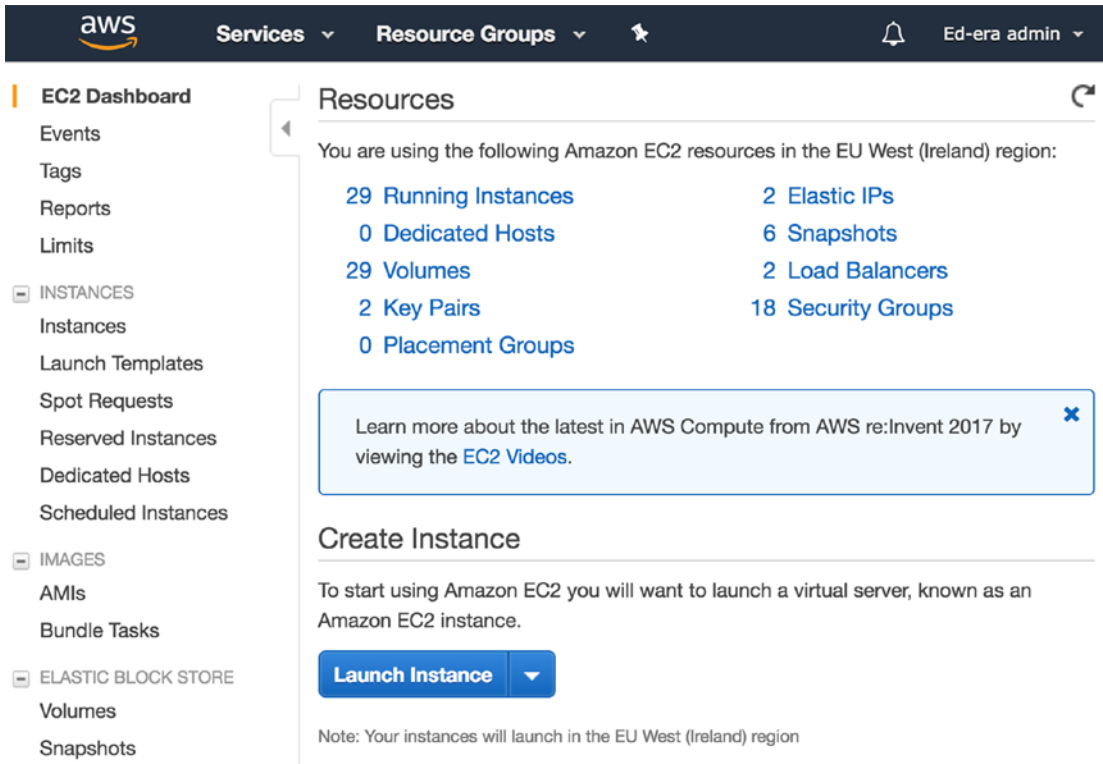 aws Services Resource Groups Ed-era admin
EC2 Dashboard
Events
Tags
Reports
Limits
INSTANCES
Instances
Launch Templates
Spot Requests
Reserved Instances
Dedicated Hosts
Scheduled Instances
IMAGES
AMIs
Bundle Tasks
ELASTIC BLOCK STORE
Volumes
Snapshots
Resources
You are using the following Amazon EC2 resources in the EU West (Ireland) region:
29 Running Instances
0 Dedicated Hosts
29 Volumes
2 Key Pairs
0 Placement Groups
2 Elastic IPs
6 Snapshots
2 Load Balancers
18 Security Groups
Learn more about the latest in AWS Compute from AWS re:Invent 2017 by
viewing the EC2 Videos.
Create Instance
To start using Amazon EC2 you will want to launch a virtual server, known as an
Amazon EC2 instance.
Launch Instance
Note: Your instances will launch in the EU West (Ireland) region